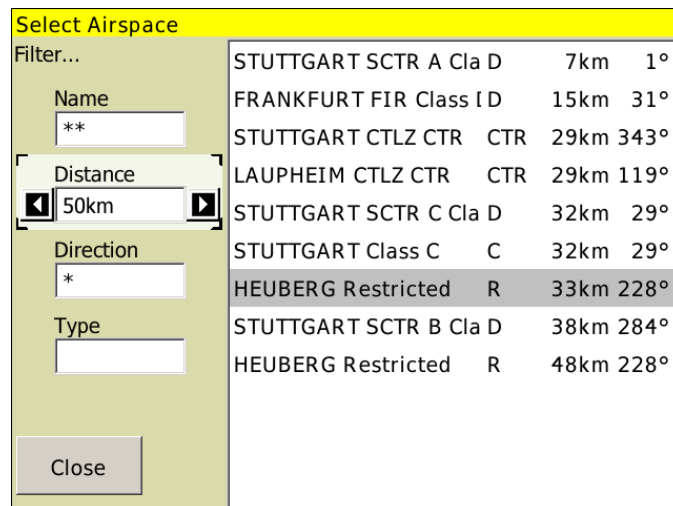 Select Airspace
Filter...
Name
**
Distance
50km
Direction
*
Type
Close
STUTTGART SCTR A Cla D 7km 1°
FRANKFURT FIR Class [ D 15km 31°
STUTTGART CTLZ CTR CTR 29km 343°
LAUPHEIM CTLZ CTR CTR 29km 119°
STUTTGART SCTR C Cla D 32km 29°
STUTTGART Class C C 32km 29°
HEUBERG Restricted R 33km 228°
STUTTGART SCTR B Cla D 38km 284°
HEUBERG Restricted R 48km 228°